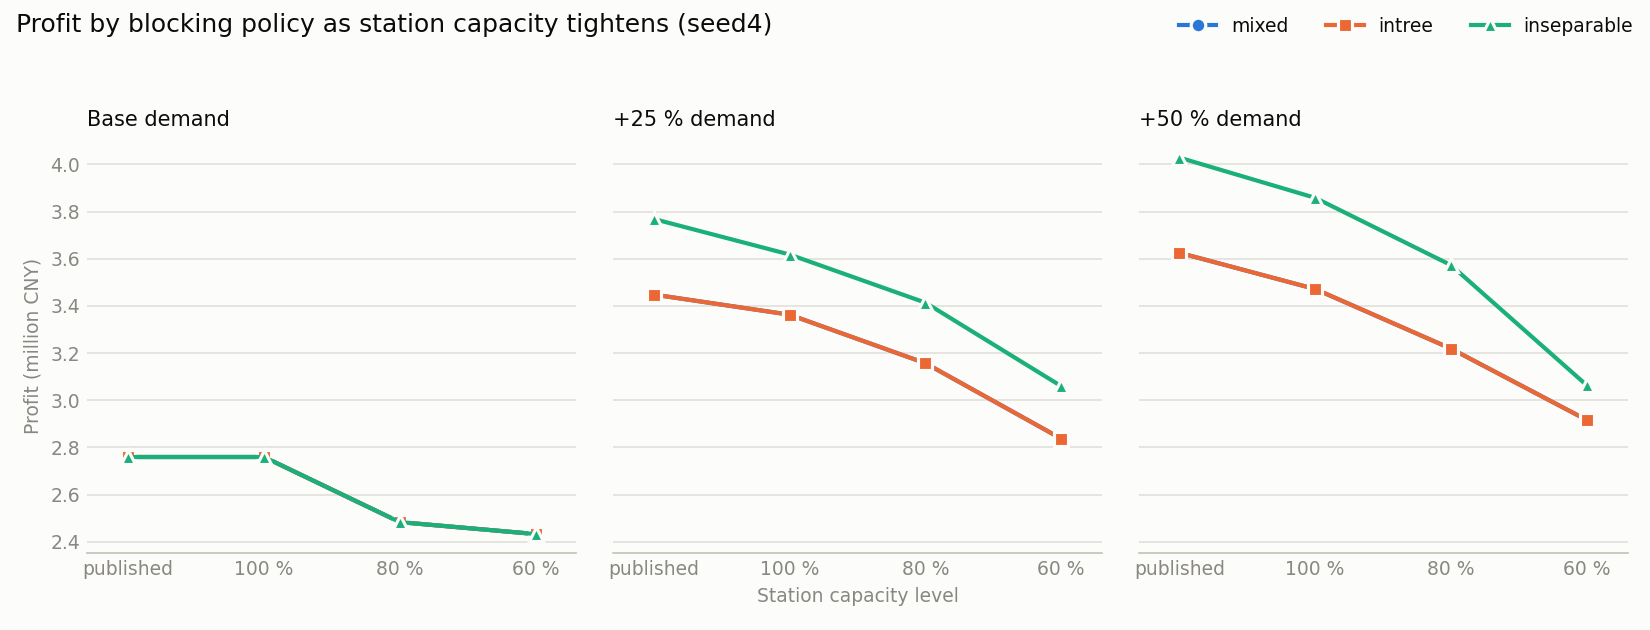 Profit by blocking policy as station capacity tightens (seed4)
mixed
intree
inseparable
Base demand
+25 % demand
+50 % demand
Profit (million CNY)
4.0
3.8
3.6
3.4
3.2
3.0
2.8
2.6
2.4
published 100 % 80 % 60 %
published 100 % 80 % 60 %
published 100 % 80 % 60 %
Station capacity level